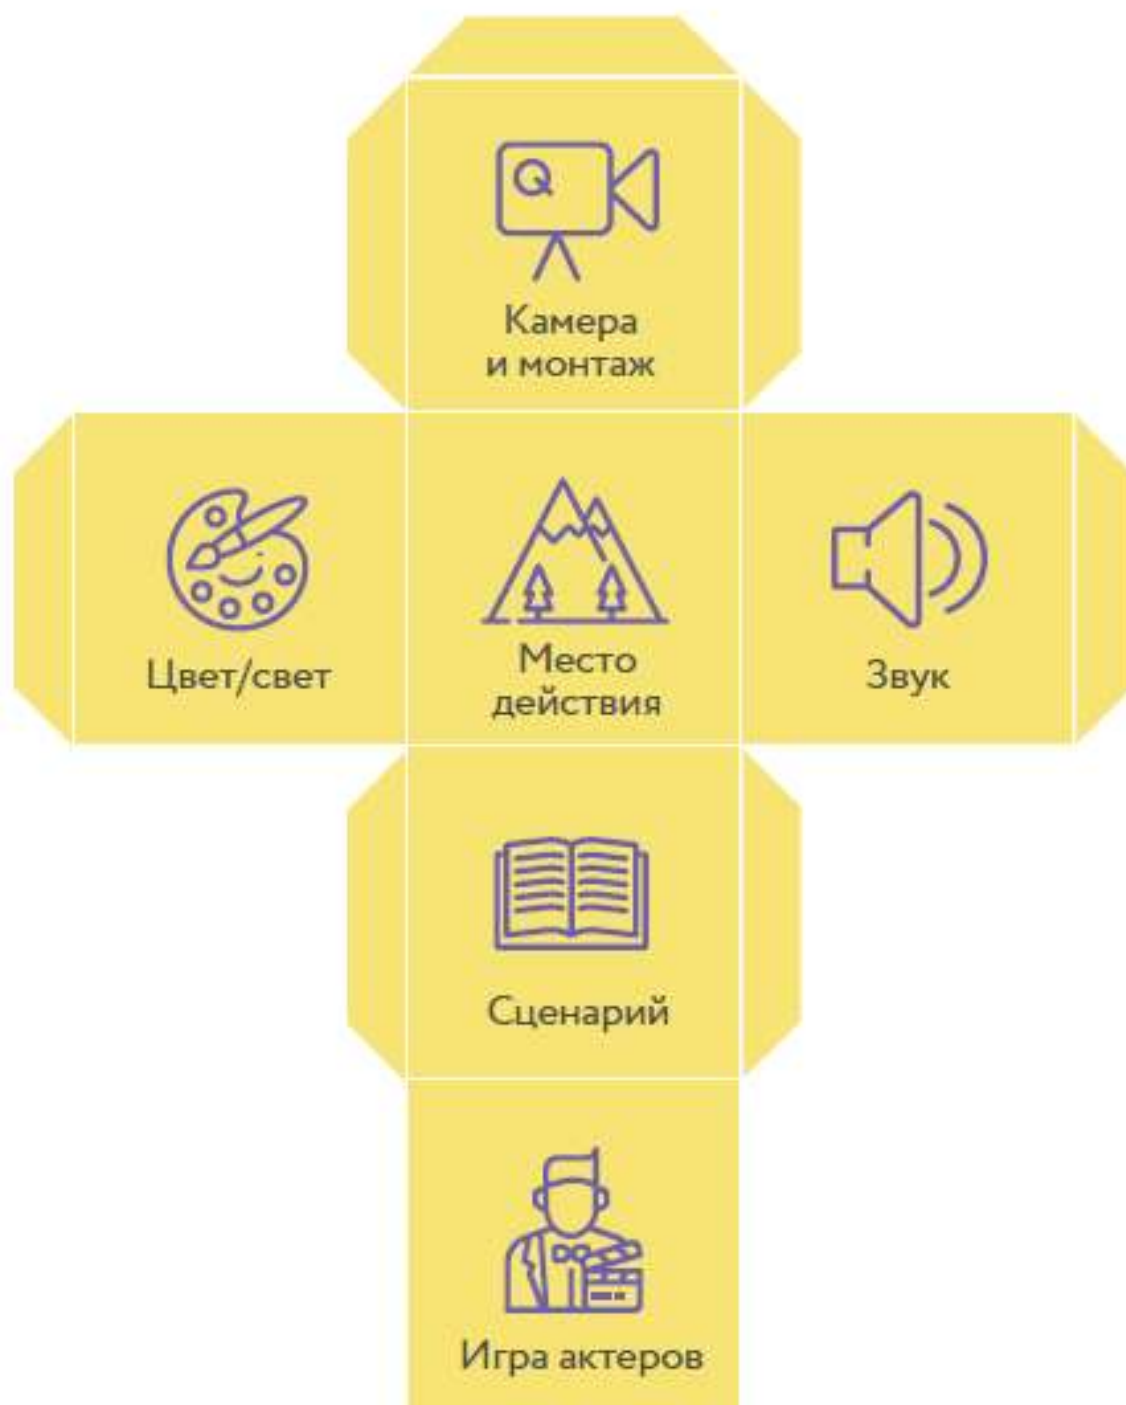 Камера
и монтаж
Цвет/свет
Место
действия
Звук
Сценарий
Игра актеров